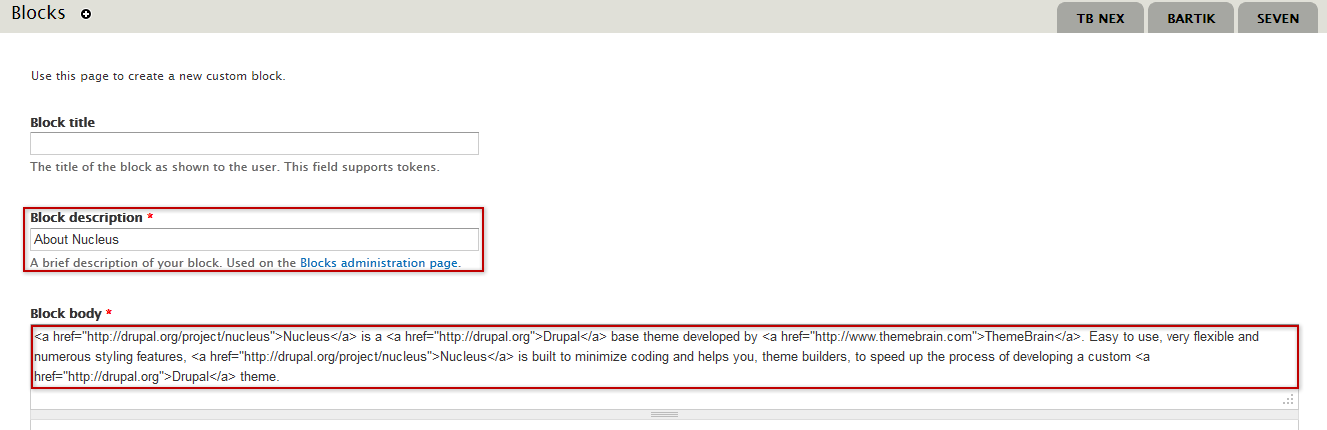 Blocks
TB NEX BARTIK SEVEN
Use this page to create a new custom block.
Block title
The title of the block as shown to the user. This field supports tokens.
Block description *
About Nucleus
A brief description of your block. Used on the Blocks administration page.
Block body *
<a href="http://drupal.org/project/nucleus">Nucleus</a> is a <a href="http://drupal.org">Drupal</a> base theme developed by <a href="http://www.themebrain.com">ThemeBrain</a>. Easy to use, very flexible and
numerous styling features, <a href="http://drupal.org/project/nucleus">Nucleus</a> is built to minimize coding and helps you, theme builders, to speed up the process of developing a custom <a
href="http://drupal.org">Drupal</a> theme.